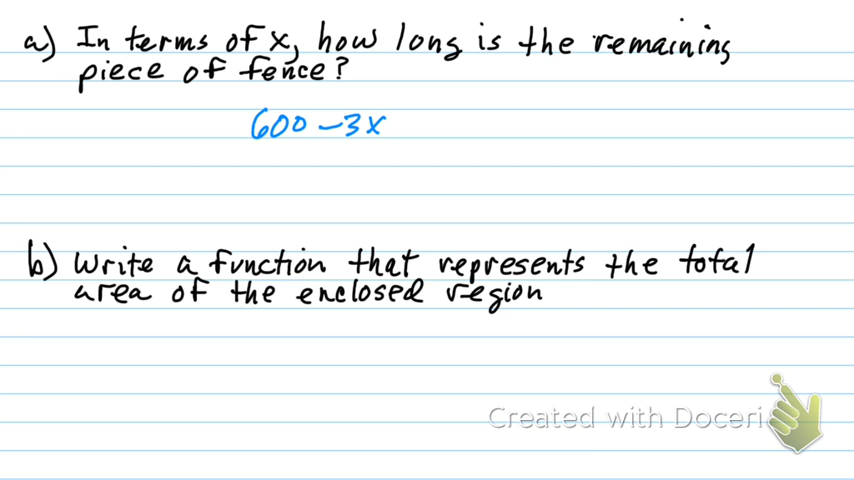 a) In terms of x, how long is the remaining
piece of fence?
600 - 3x
b) Write a function that represents the total
area of the enclosed region
Created with Doceri